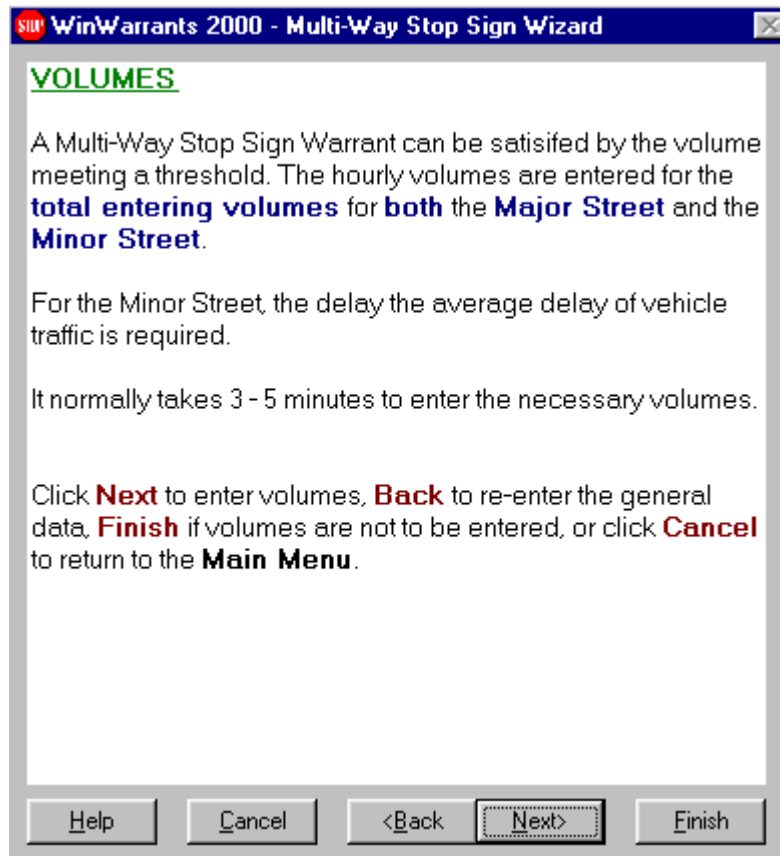 STOP WinWarrants 2000 - Multi-Way Stop Sign Wizard
VOLUMES
A Multi-Way Stop Sign Warrant can be satisifed by the volume
meeting a threshold. The hourly volumes are entered for the
total entering volumes for both the Major Street and the
Minor Street.
For the Minor Street, the delay the average delay of vehicle
traffic is required.
It normally takes 3 - 5 minutes to enter the necessary volumes.
Click Next to enter volumes, Back to re-enter the general
data, Finish if volumes are not to be entered, or click Cancel
to return to the Main Menu.
Help Cancel <Back Next> Finish